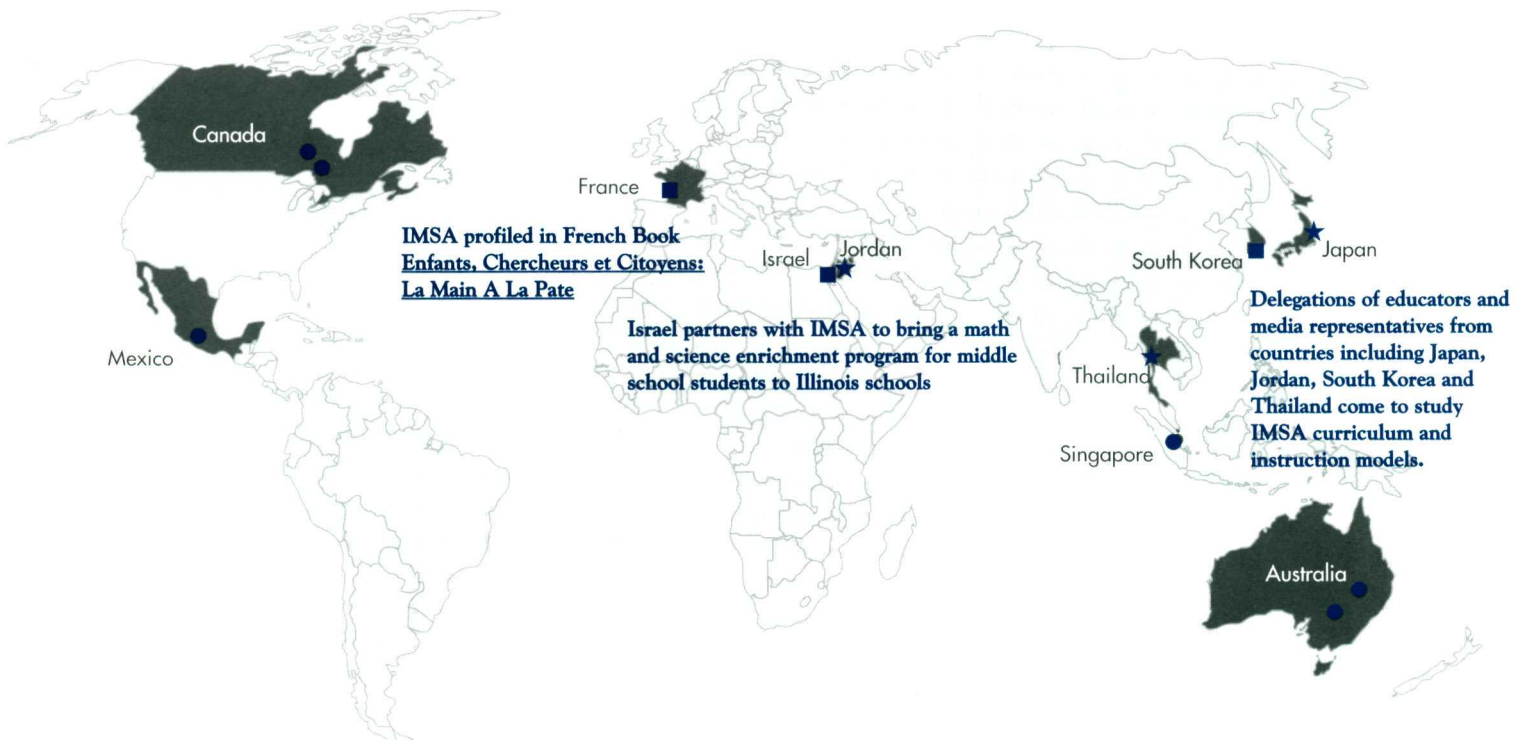 Canada
France
IMSA profiled in French Book
Enfants, Chercheurs et Citoyens:
La Main A La Pate
Mexico
Israel
Jordan
Israel partners with IMSA to bring a math
and science enrichment program for middle
school students to Illinois schools
South Korea
Japan
Thailand
Singapore
Delegations of educators and
media representatives from
countries including Japan,
Jordan, South Korea and
Thailand come to study
IMSA curriculum and
instruction models.
Australia